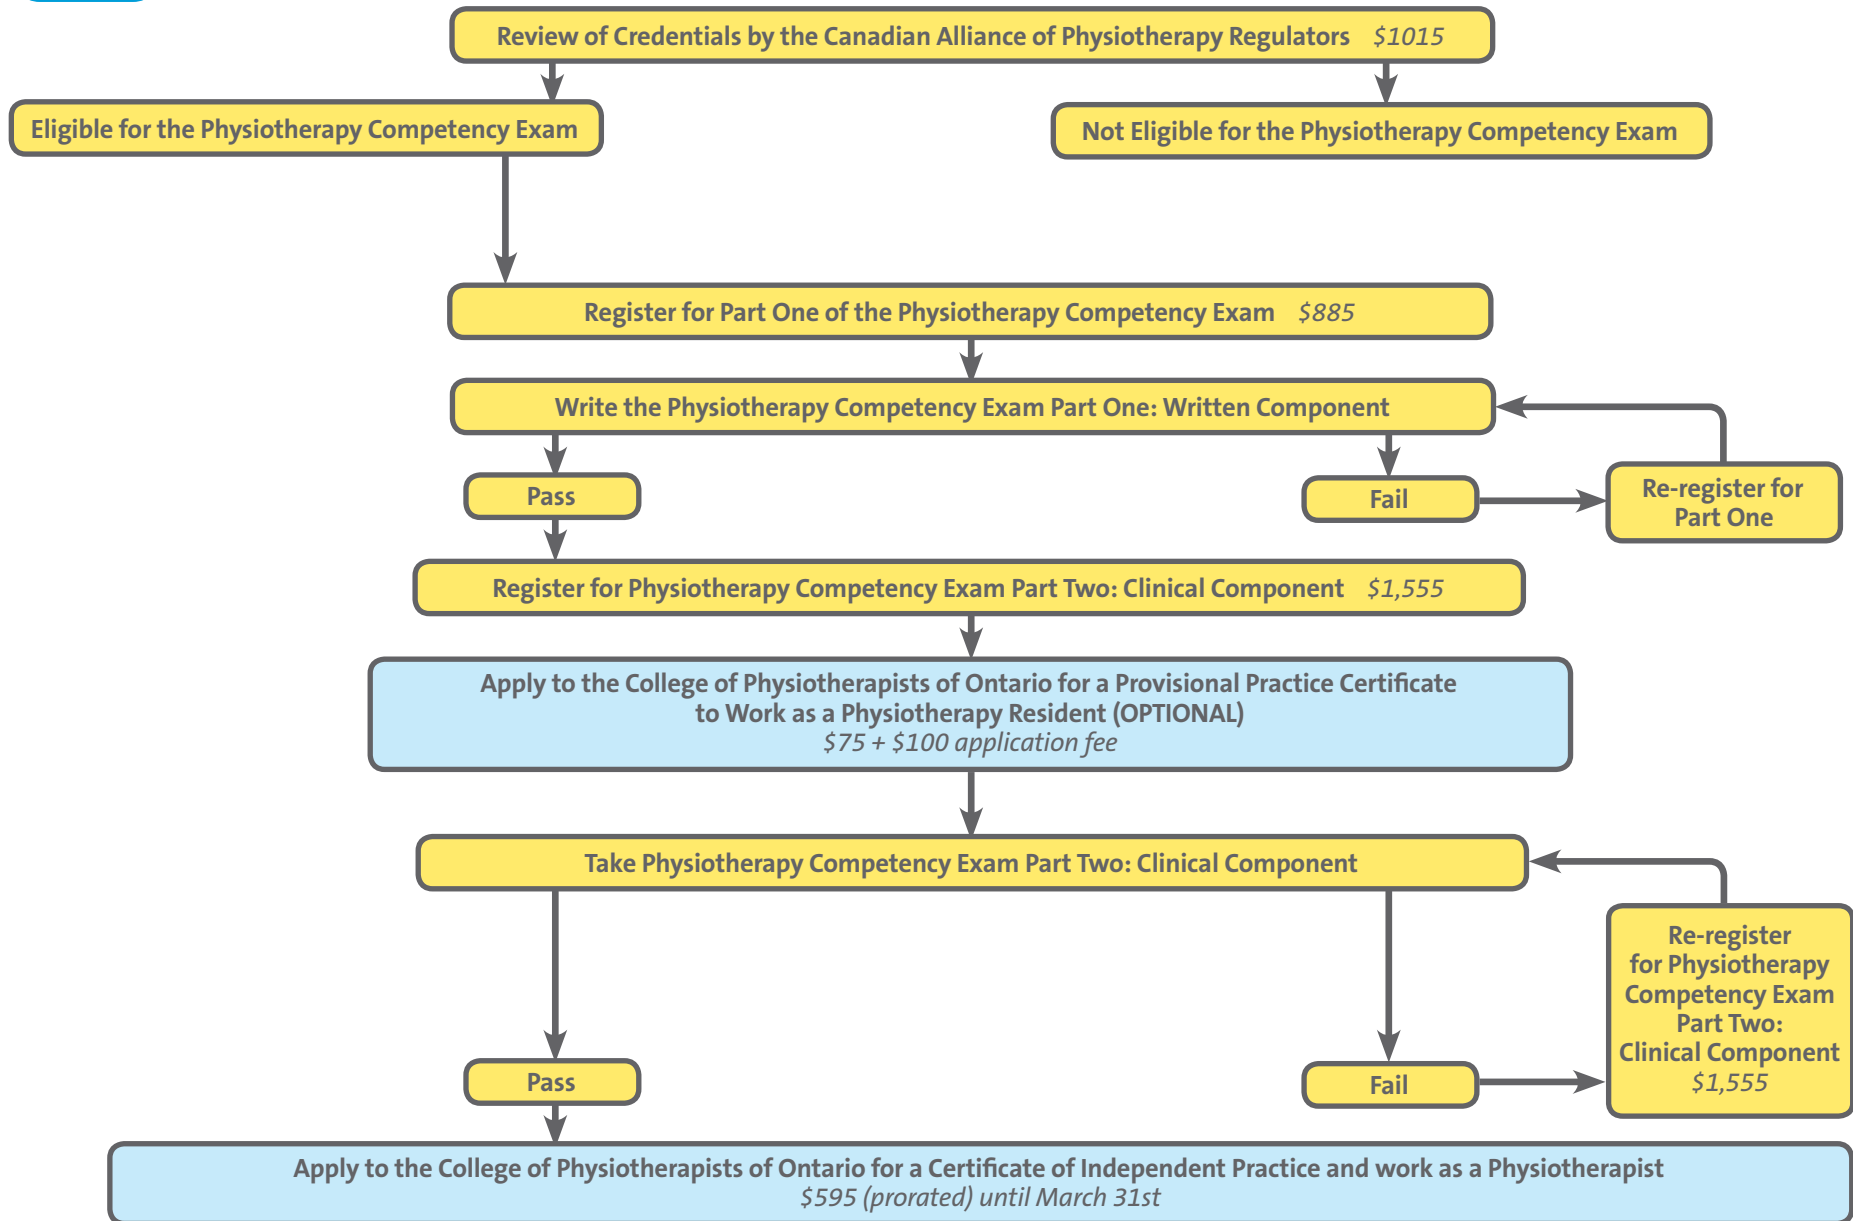 Review of Credentials by the Canadian Alliance of Physiotherapy Regulators $1015
Eligible for the Physiotherapy Competency Exam
Not Eligible for the Physiotherapy Competency Exam
Register for Part One of the Physiotherapy Competency Exam $885
Write the Physiotherapy Competency Exam Part One: Written Component
Pass
Fail
Re-register for
Part One
Register for Physiotherapy Competency Exam Part Two: Clinical Component $1,555
Apply to the College of Physiotherapists of Ontario for a Provisional Practice Certificate
to Work as a Physiotherapy Resident (OPTIONAL)
$75 + $100 application fee
Take Physiotherapy Competency Exam Part Two: Clinical Component
Re-register
for Physiotherapy
Competency Exam
Part Two:
Clinical Component
$1,555
Pass
Fail
Apply to the College of Physiotherapists of Ontario for a Certificate of Independent Practice and work as a Physiotherapist
$595 (prorated) until March 31st